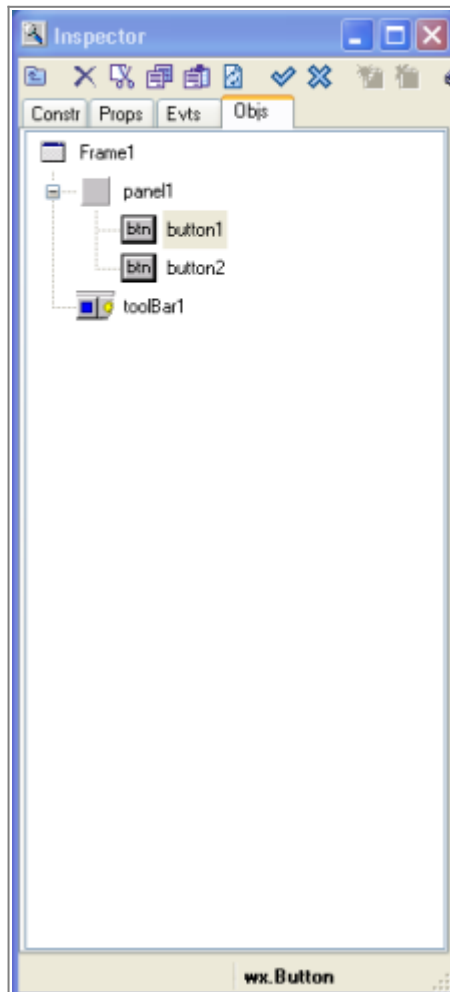 Inspector
Constr Props Evts Objs
Frame1
panel1
btn button1
btn button2
toolBar1
wx.Button